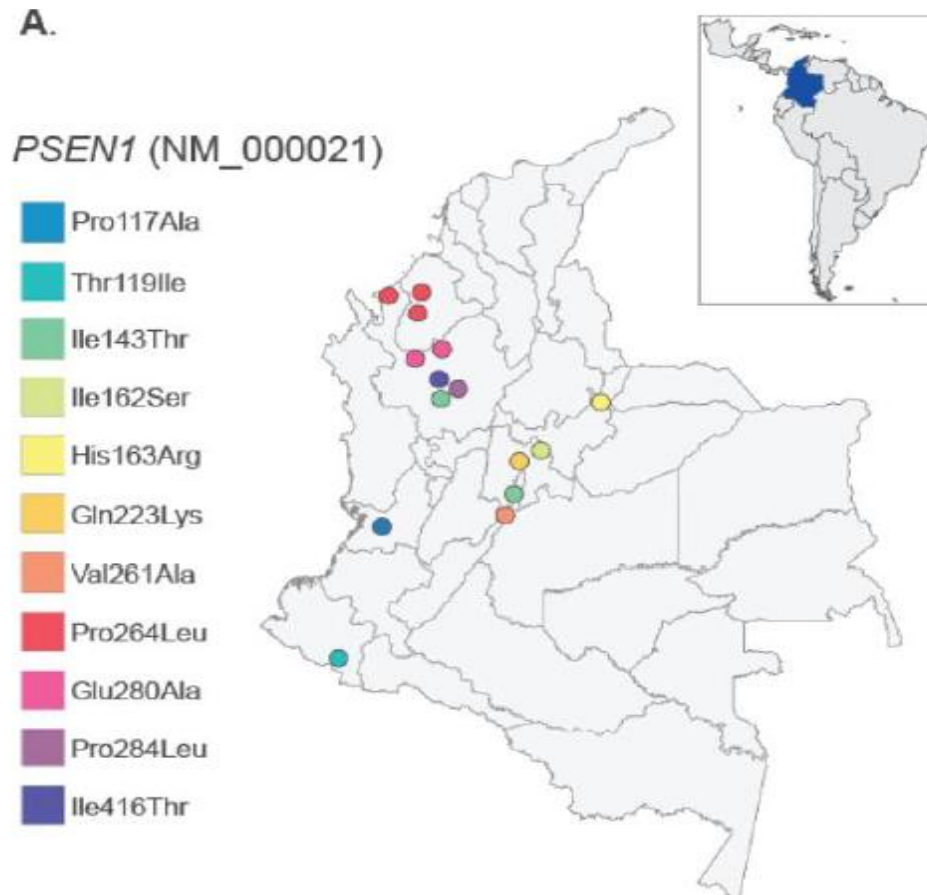 A.
PSEN1 (NM_000021)
Pro117Ala
Thr119Ile
Ile143Thr
Ile162Ser
His163Arg
Gln223Lys
Val261Ala
Pro264Leu
Glu280Ala
Pro284Leu
Ile416Thr